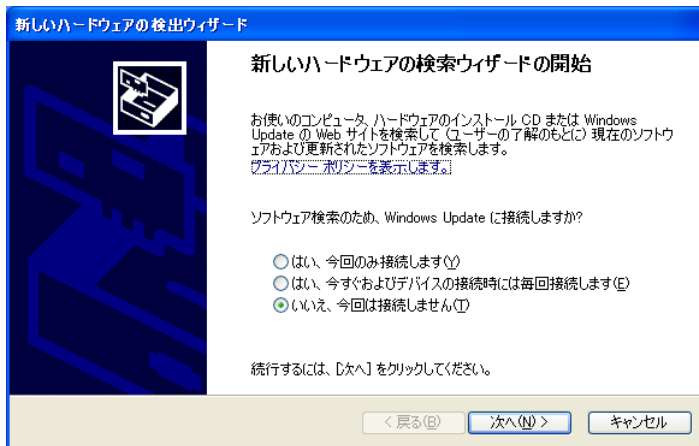 新しいハードウェアの検出ウィザード
新しいハードウェアの検索ウィザードの開始
お使いのコンピュータ、ハードウェアのインストール CD または Windows
Update の Web サイトを検索して (ユーザーの了解のもとに) 現在のソフトウ
ェアおよび更新されたソフトウェアを検索します。
プライバシー ポリシーを表示します。
ソフトウェア検索のため、Windows Update に接続しますか?
はい、今回のみ接続します(Y)
はい、今すぐおよびデバイスの接続時には毎回接続します(E)
いいえ、今回は接続しません(T)
続行するには、[次へ] をクリックしてください。
< 戻る(B) 次へ(N) > キャンセル